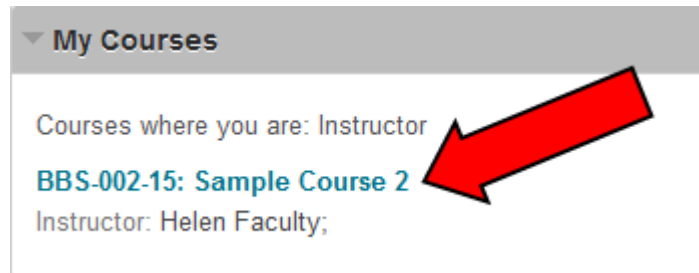 My Courses
Courses where you are: Instructor
BBS-002-15: Sample Course 2
Instructor: Helen Faculty;